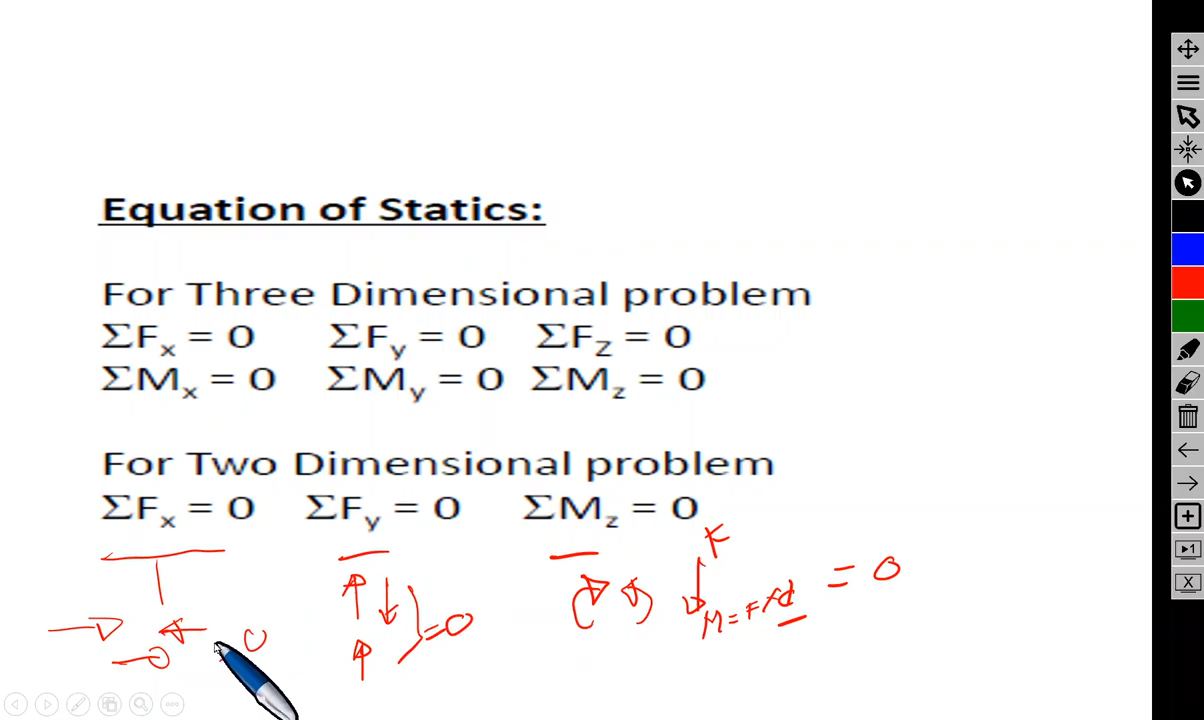 Equation of Statics:
For Three Dimensional problem
ΣFx = 0 ΣFy = 0 ΣFz = 0
ΣMx = 0 ΣMy = 0 ΣMz = 0
For Two Dimensional problem
ΣFx = 0 ΣFy = 0 ΣMz = 0
M = F×d = 0
= 0
0